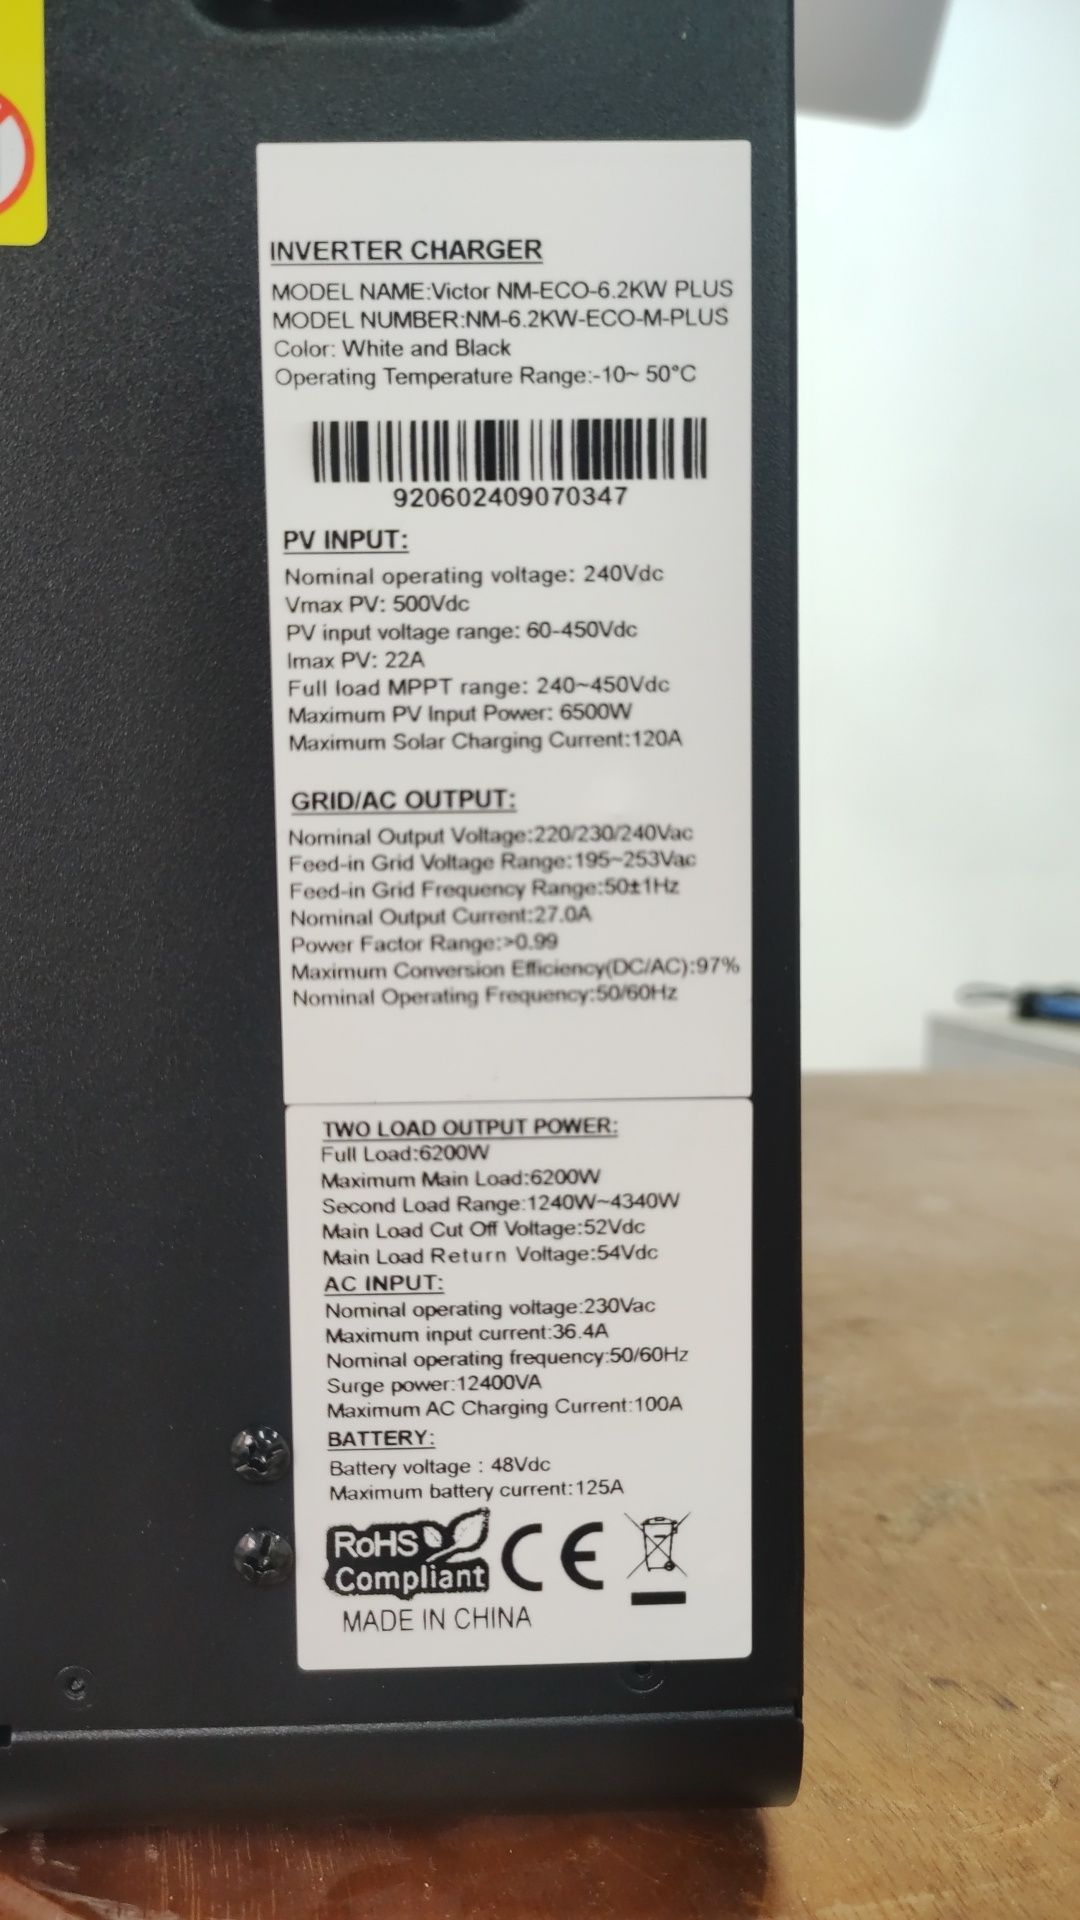 INVERTER CHARGER
MODEL NAME:Victor NM-ECO-6.2KW PLUS
MODEL NUMBER:NM-6.2KW-ECO-M-PLUS
Color: White and Black
Operating Temperature Range:-10~ 50°C
920602409070347
PV INPUT:
Nominal operating voltage: 240Vdc
Vmax PV: 500Vdc
PV input voltage range: 60-450Vdc
Imax PV: 22A
Full load MPPT range: 240~450Vdc
Maximum PV Input Power: 6500W
Maximum Solar Charging Current:120A
GRID/AC OUTPUT:
Nominal Output Voltage:220/230/240Vac
Feed-in Grid Voltage Range:195~253Vac
Feed-in Grid Frequency Range:50±1Hz
Nominal Output Current:27.0A
Power Factor Range:>0.99
Maximum Conversion Efficiency(DC/AC):97%
Nominal Operating Frequency:50/60Hz
TWO LOAD OUTPUT POWER:
Full Load:6200W
Maximum Main Load:6200W
Second Load Range:1240W~4340W
Main Load Cut Off Voltage:52Vdc
Main Load Return Voltage:54Vdc
AC INPUT:
Nominal operating voltage:230Vac
Maximum input current:36.4A
Nominal operating frequency:50/60Hz
Surge power:12400VA
Maximum AC Charging Current:100A
BATTERY:
Battery voltage : 48Vdc
Maximum battery current:125A
RoHS
Compliant
CE
MADE IN CHINA